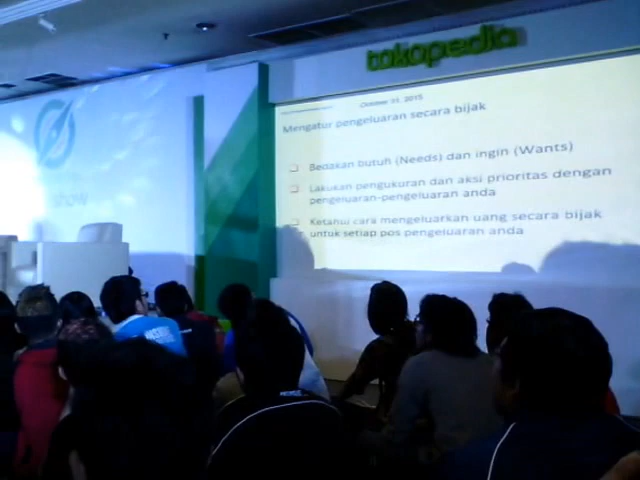 tokopedia
October 31, 2015
Mengatur pengeluaran secara bijak
Bedakan butuh (Needs) dan ingin (Wants)
Lakukan pengukuran dan aksi prioritas dengan
pengeluaran-pengeluaran anda
Ketahui cara mengeluarkan uang secara bijak
untuk setiap pos pengeluaran anda
show